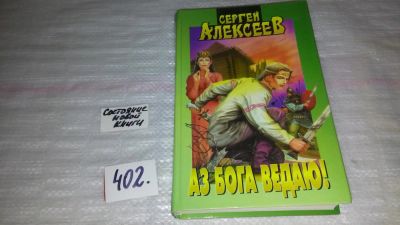 СЕРГЕЙ
АЛЕКСЕЕВ
Состояние
новой
книги
402.
АЗ БОГА ВЕДАЮ!